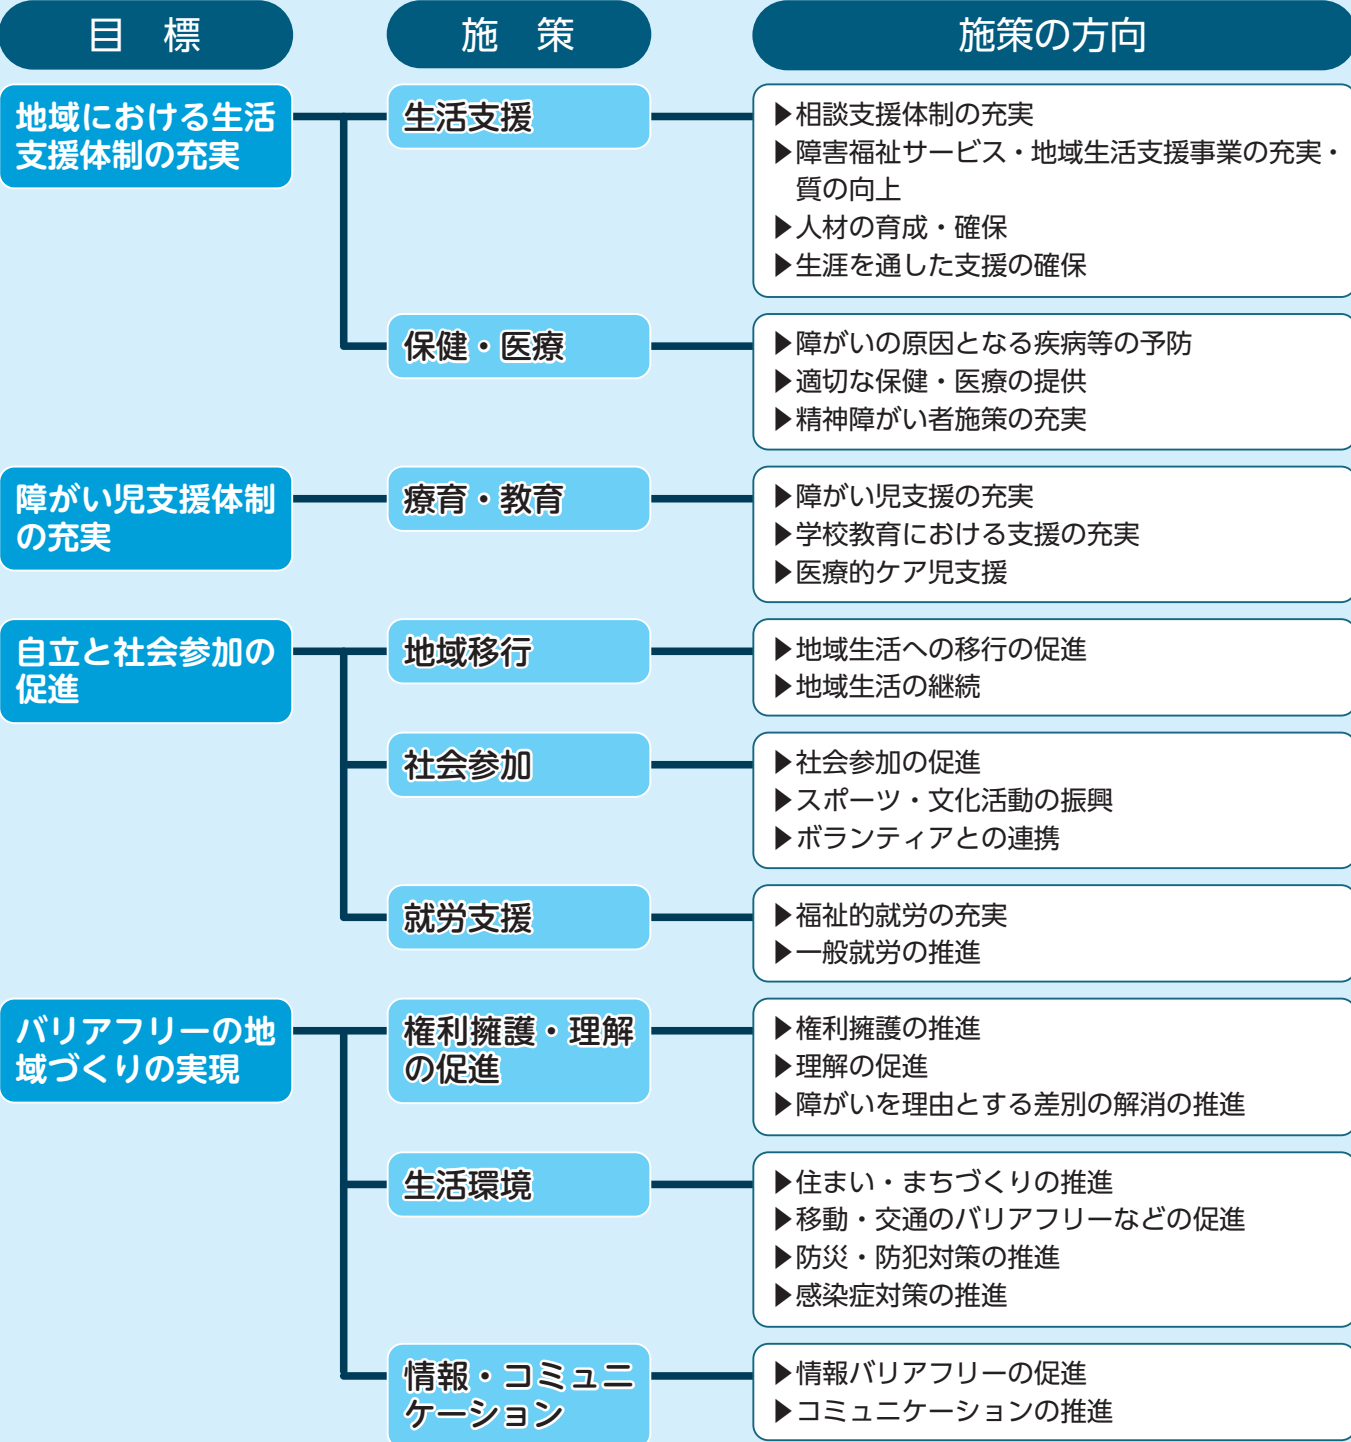 目 標
施 策
施策の方向
地域における生活
支援体制の充実
生活支援
▶相談支援体制の充実
▶障害福祉サービス・地域生活支援事業の充実・
質の向上
▶人材の育成・確保
▶生涯を通した支援の確保
保健・医療
▶障がいの原因となる疾病等の予防
▶適切な保健・医療の提供
▶精神障がい者施策の充実
障がい児支援体制
の充実
療育・教育
▶障がい児支援の充実
▶学校教育における支援の充実
▶医療的ケア児支援
自立と社会参加の
促進
地域移行
▶地域生活への移行の促進
▶地域生活の継続
社会参加
▶社会参加の促進
▶スポーツ・文化活動の振興
▶ボランティアとの連携
就労支援
▶福祉的就労の充実
▶一般就労の推進
バリアフリーの地
域づくりの実現
権利擁護・理解
の促進
▶権利擁護の推進
▶理解の促進
▶障がいを理由とする差別の解消の推進
生活環境
▶住まい・まちづくりの推進
▶移動・交通のバリアフリーなどの促進
▶防災・防犯対策の推進
▶感染症対策の推進
情報・コミュニ
ケーション
▶情報バリアフリーの促進
▶コミュニケーションの推進